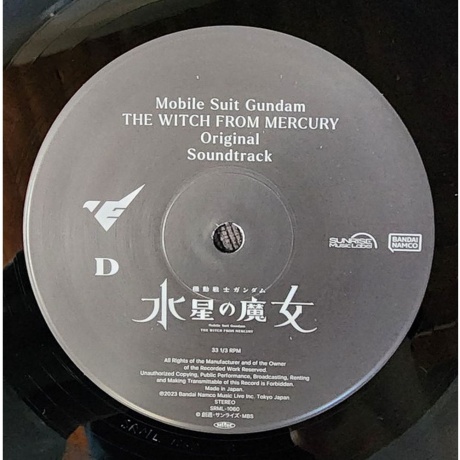 Mobile Suit Gundam
THE WITCH FROM MERCURY
Original
Soundtrack
D
SUNRISE
Music Label
BANDAI
NAMCO
機動戦士ガンダム
水星の魔女
Mobile Suit Gundam
THE WITCH FROM MERCURY
33 1/3 RPM
All Rights of the Manufacturer and of the Owner
of the Recorded Work Reserved.
Unauthorized Copying, Public Performance, Broadcasting, Renting
and Making Transmittable of this Record is Forbidden.
Made in Japan.
℗©2023 Bandai Namco Music Live Inc. Tokyo Japan.
STEREO
SRML-1060
© 創通・サンライズ・MBS